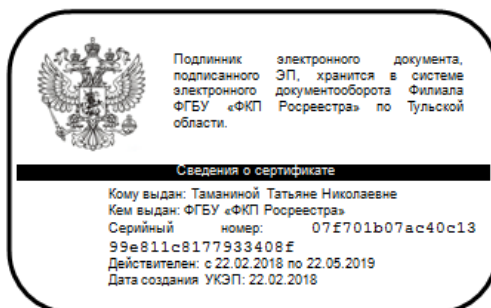 Подлинник электронного документа,
подписанного ЭП, хранится в системе
электронного документооборота Филиала
ФГБУ «ФКП Росреестра» по Тульской
области.
Сведения о сертификате
Кому выдан: Таманиной Татьяне Николаевне
Кем выдан: ФГБУ «ФКП Росреестра»
Серийный номер: 07f701b07ac40c13
99e811c8177933408f
Действителен: с 22.02.2018 по 22.05.2019
Дата создания УКЭП: 22.02.2018